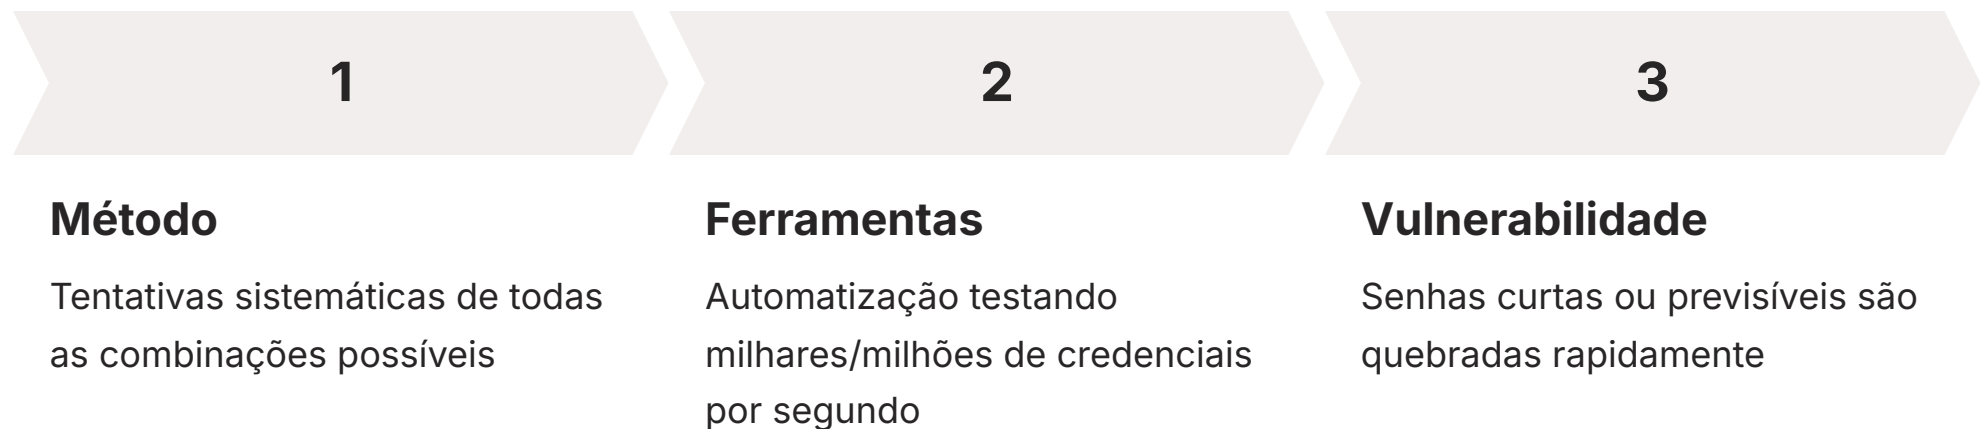 1
2
3
Método
Tentativas sistemáticas de todas
as combinações possíveis
Ferramentas
Automatização testando
milhares/milhões de credenciais
por segundo
Vulnerabilidade
Senhas curtas ou previsíveis são
quebradas rapidamente